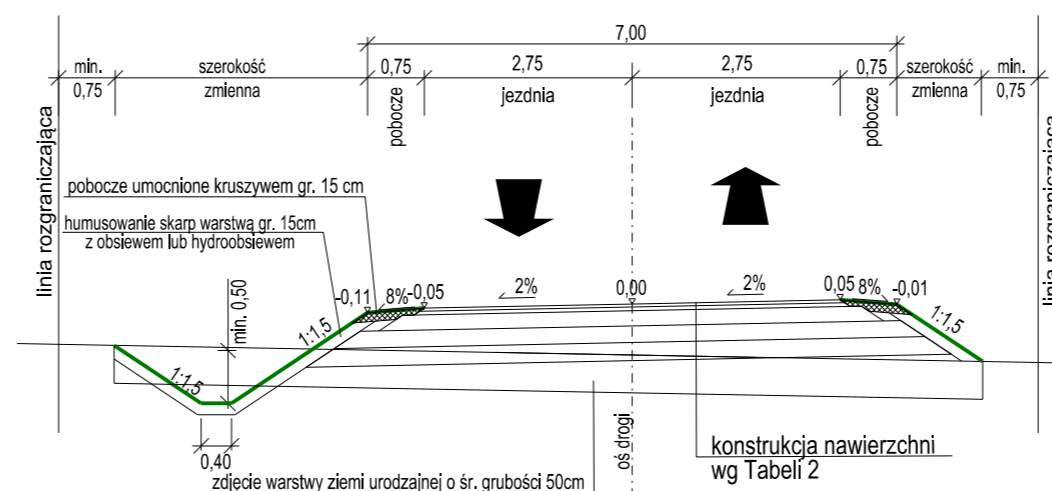 7,00
min. szerokość 0,75 2,75 2,75 0,75 szerokość min.
0,75 zmienna jezdnia jezdnia zmienna 0,75
pobocze
pobocze
linia rozgraniczająca
linia rozgraniczająca
pobocze umocnione kruszywem gr. 15 cm
humusowanie skarp warstwą gr. 15cm
z obsiewem lub hydroobsiewem
-0,11 8% -0,05 2% 0,00 2% 0,05 8% -0,01
min. 0,50
1:1,5
1:1,5
1:1,5
0,40
oś drogi
konstrukcja nawierzchni
wg Tabeli 2
zdjęcie warstwy ziemi urodzajnej o śr. grubości 50cm